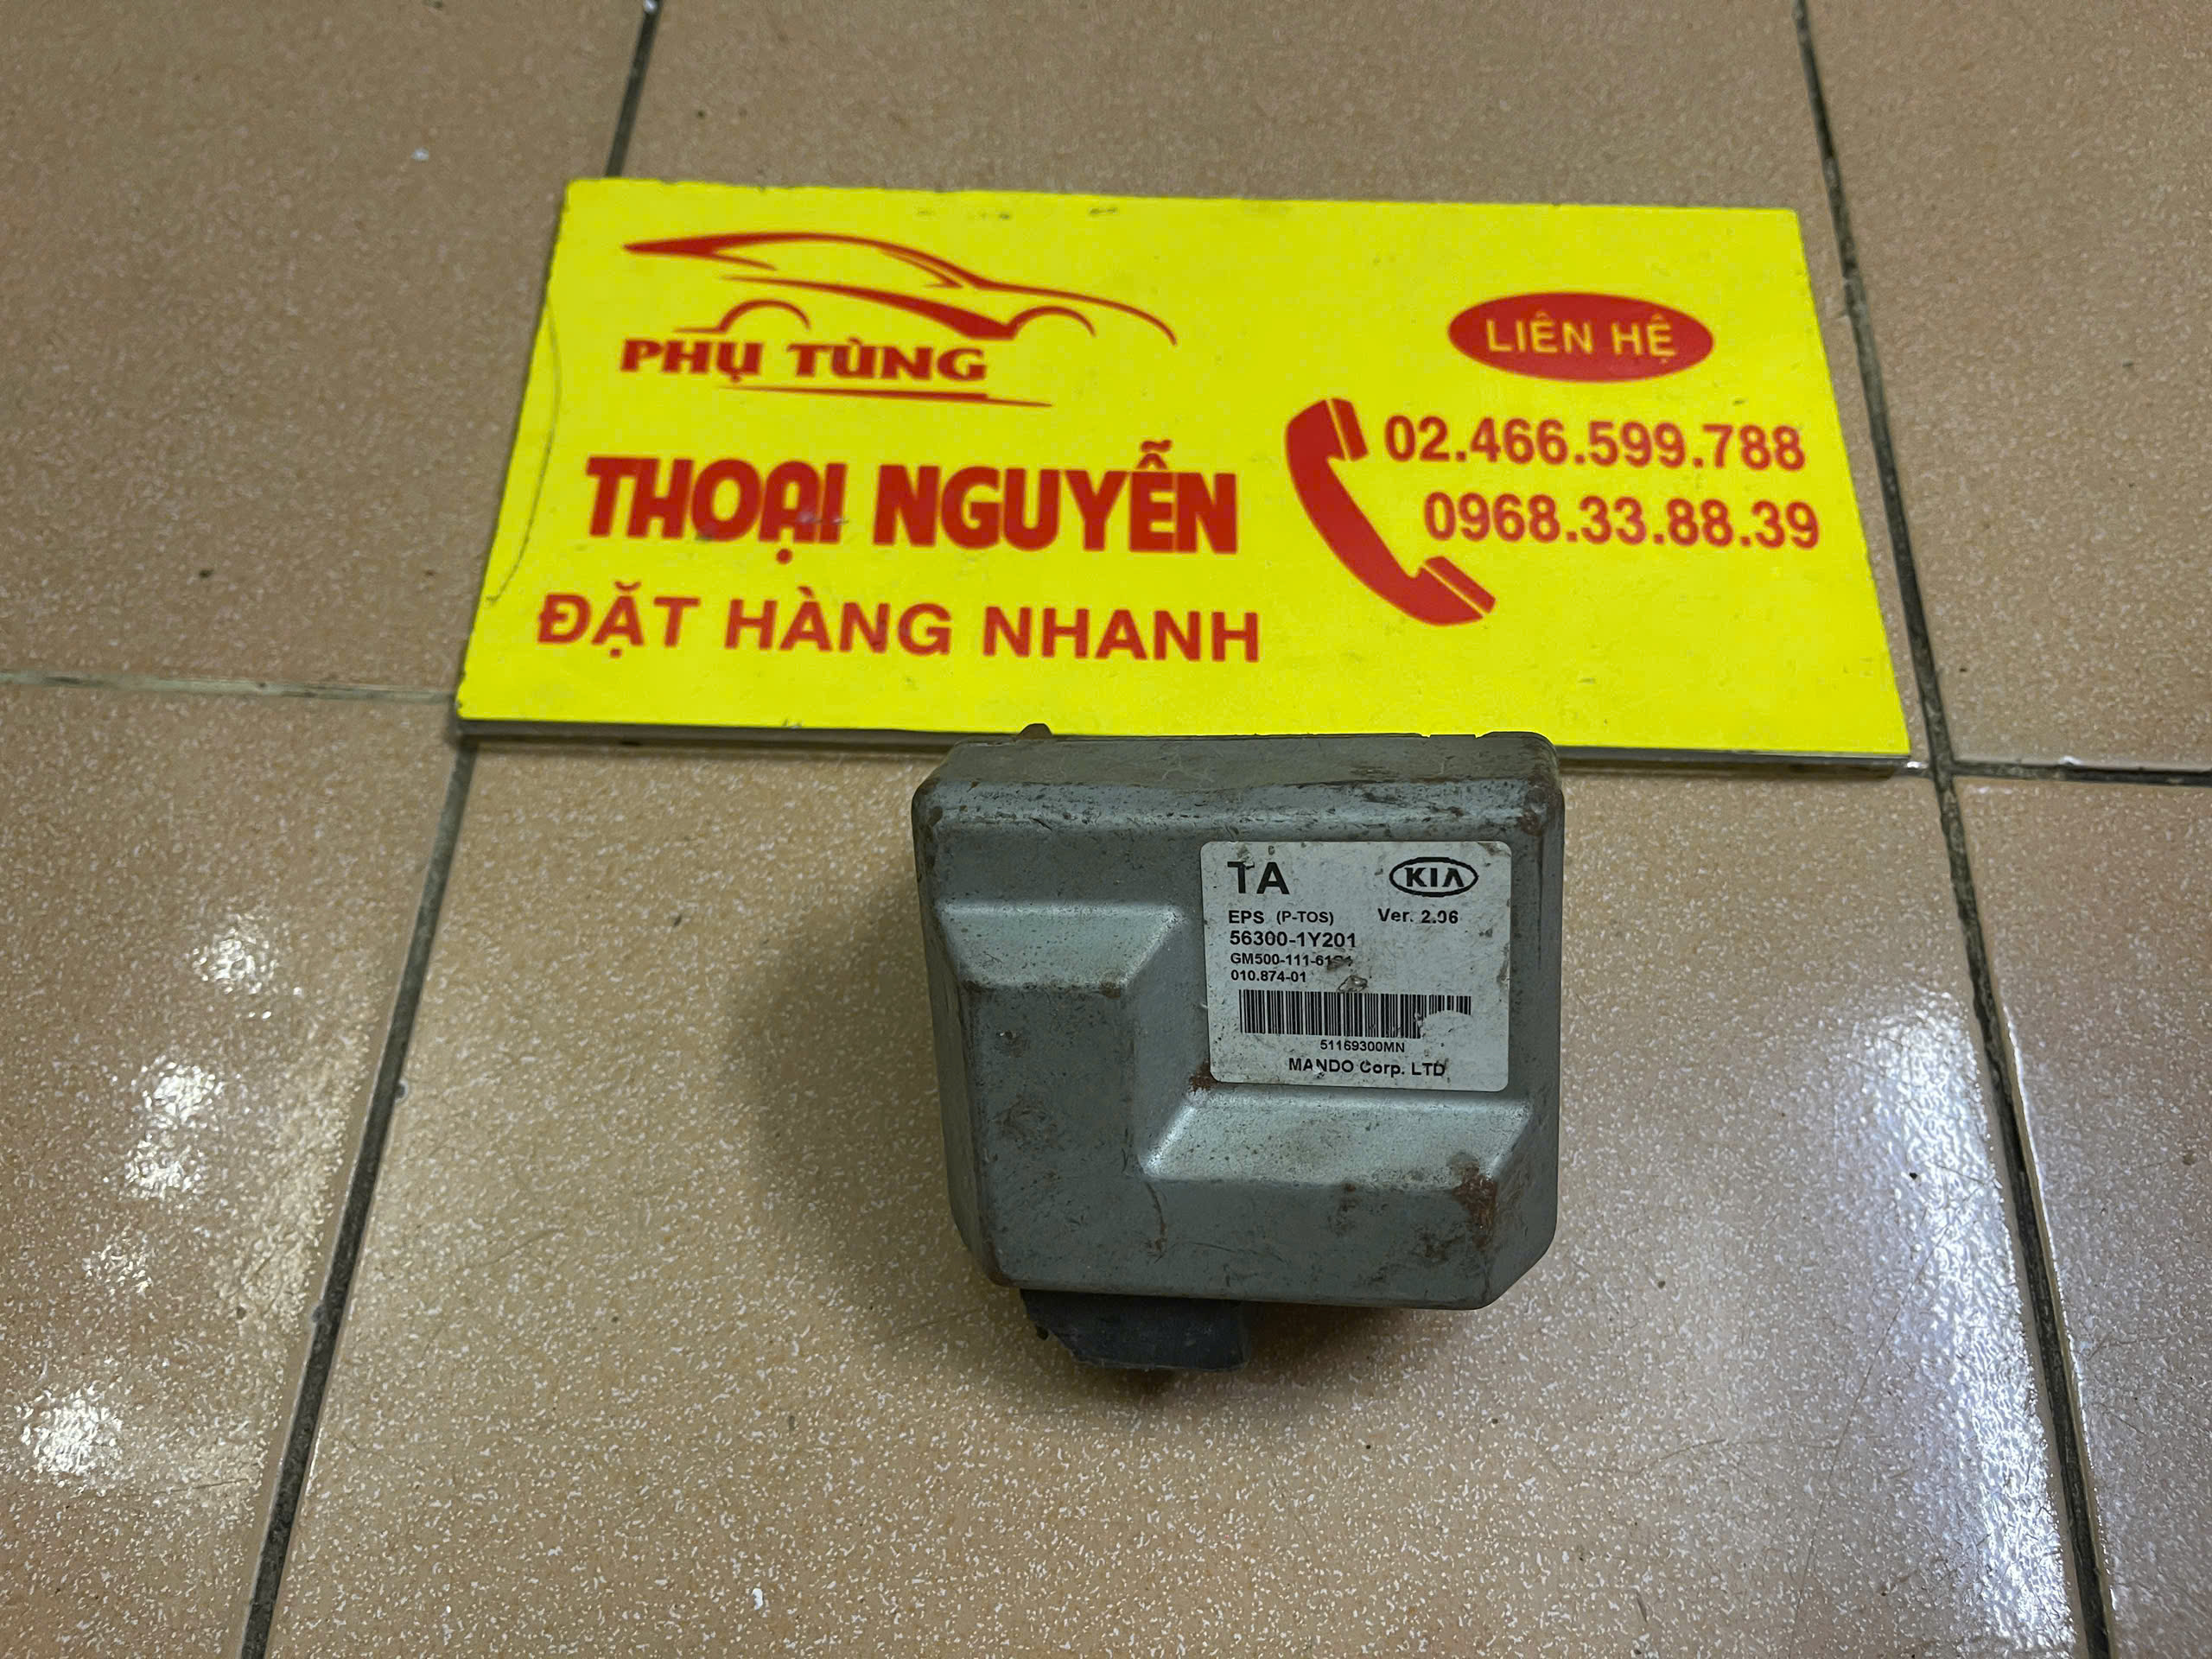 PHỤ TÙNG
THOẠI NGUYỄN
ĐẶT HÀNG NHANH
LIÊN HỆ
02.466.599.788
0968.33.88.39
TA
KIA
EPS (P-TOS) Ver. 2.06
56300-1Y201
010.874-01
51169300MN
MANDO Corp. LTD